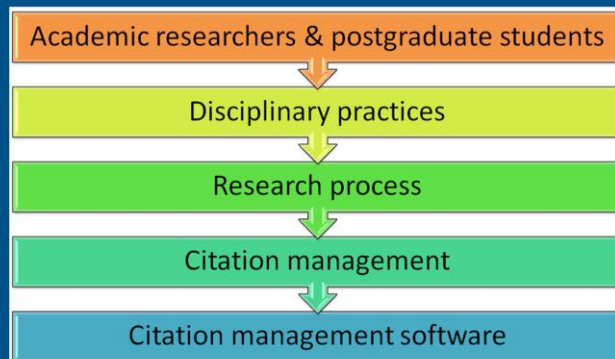 Academic researchers & postgraduate students
Disciplinary practices
Research process
Citation management
Citation management software